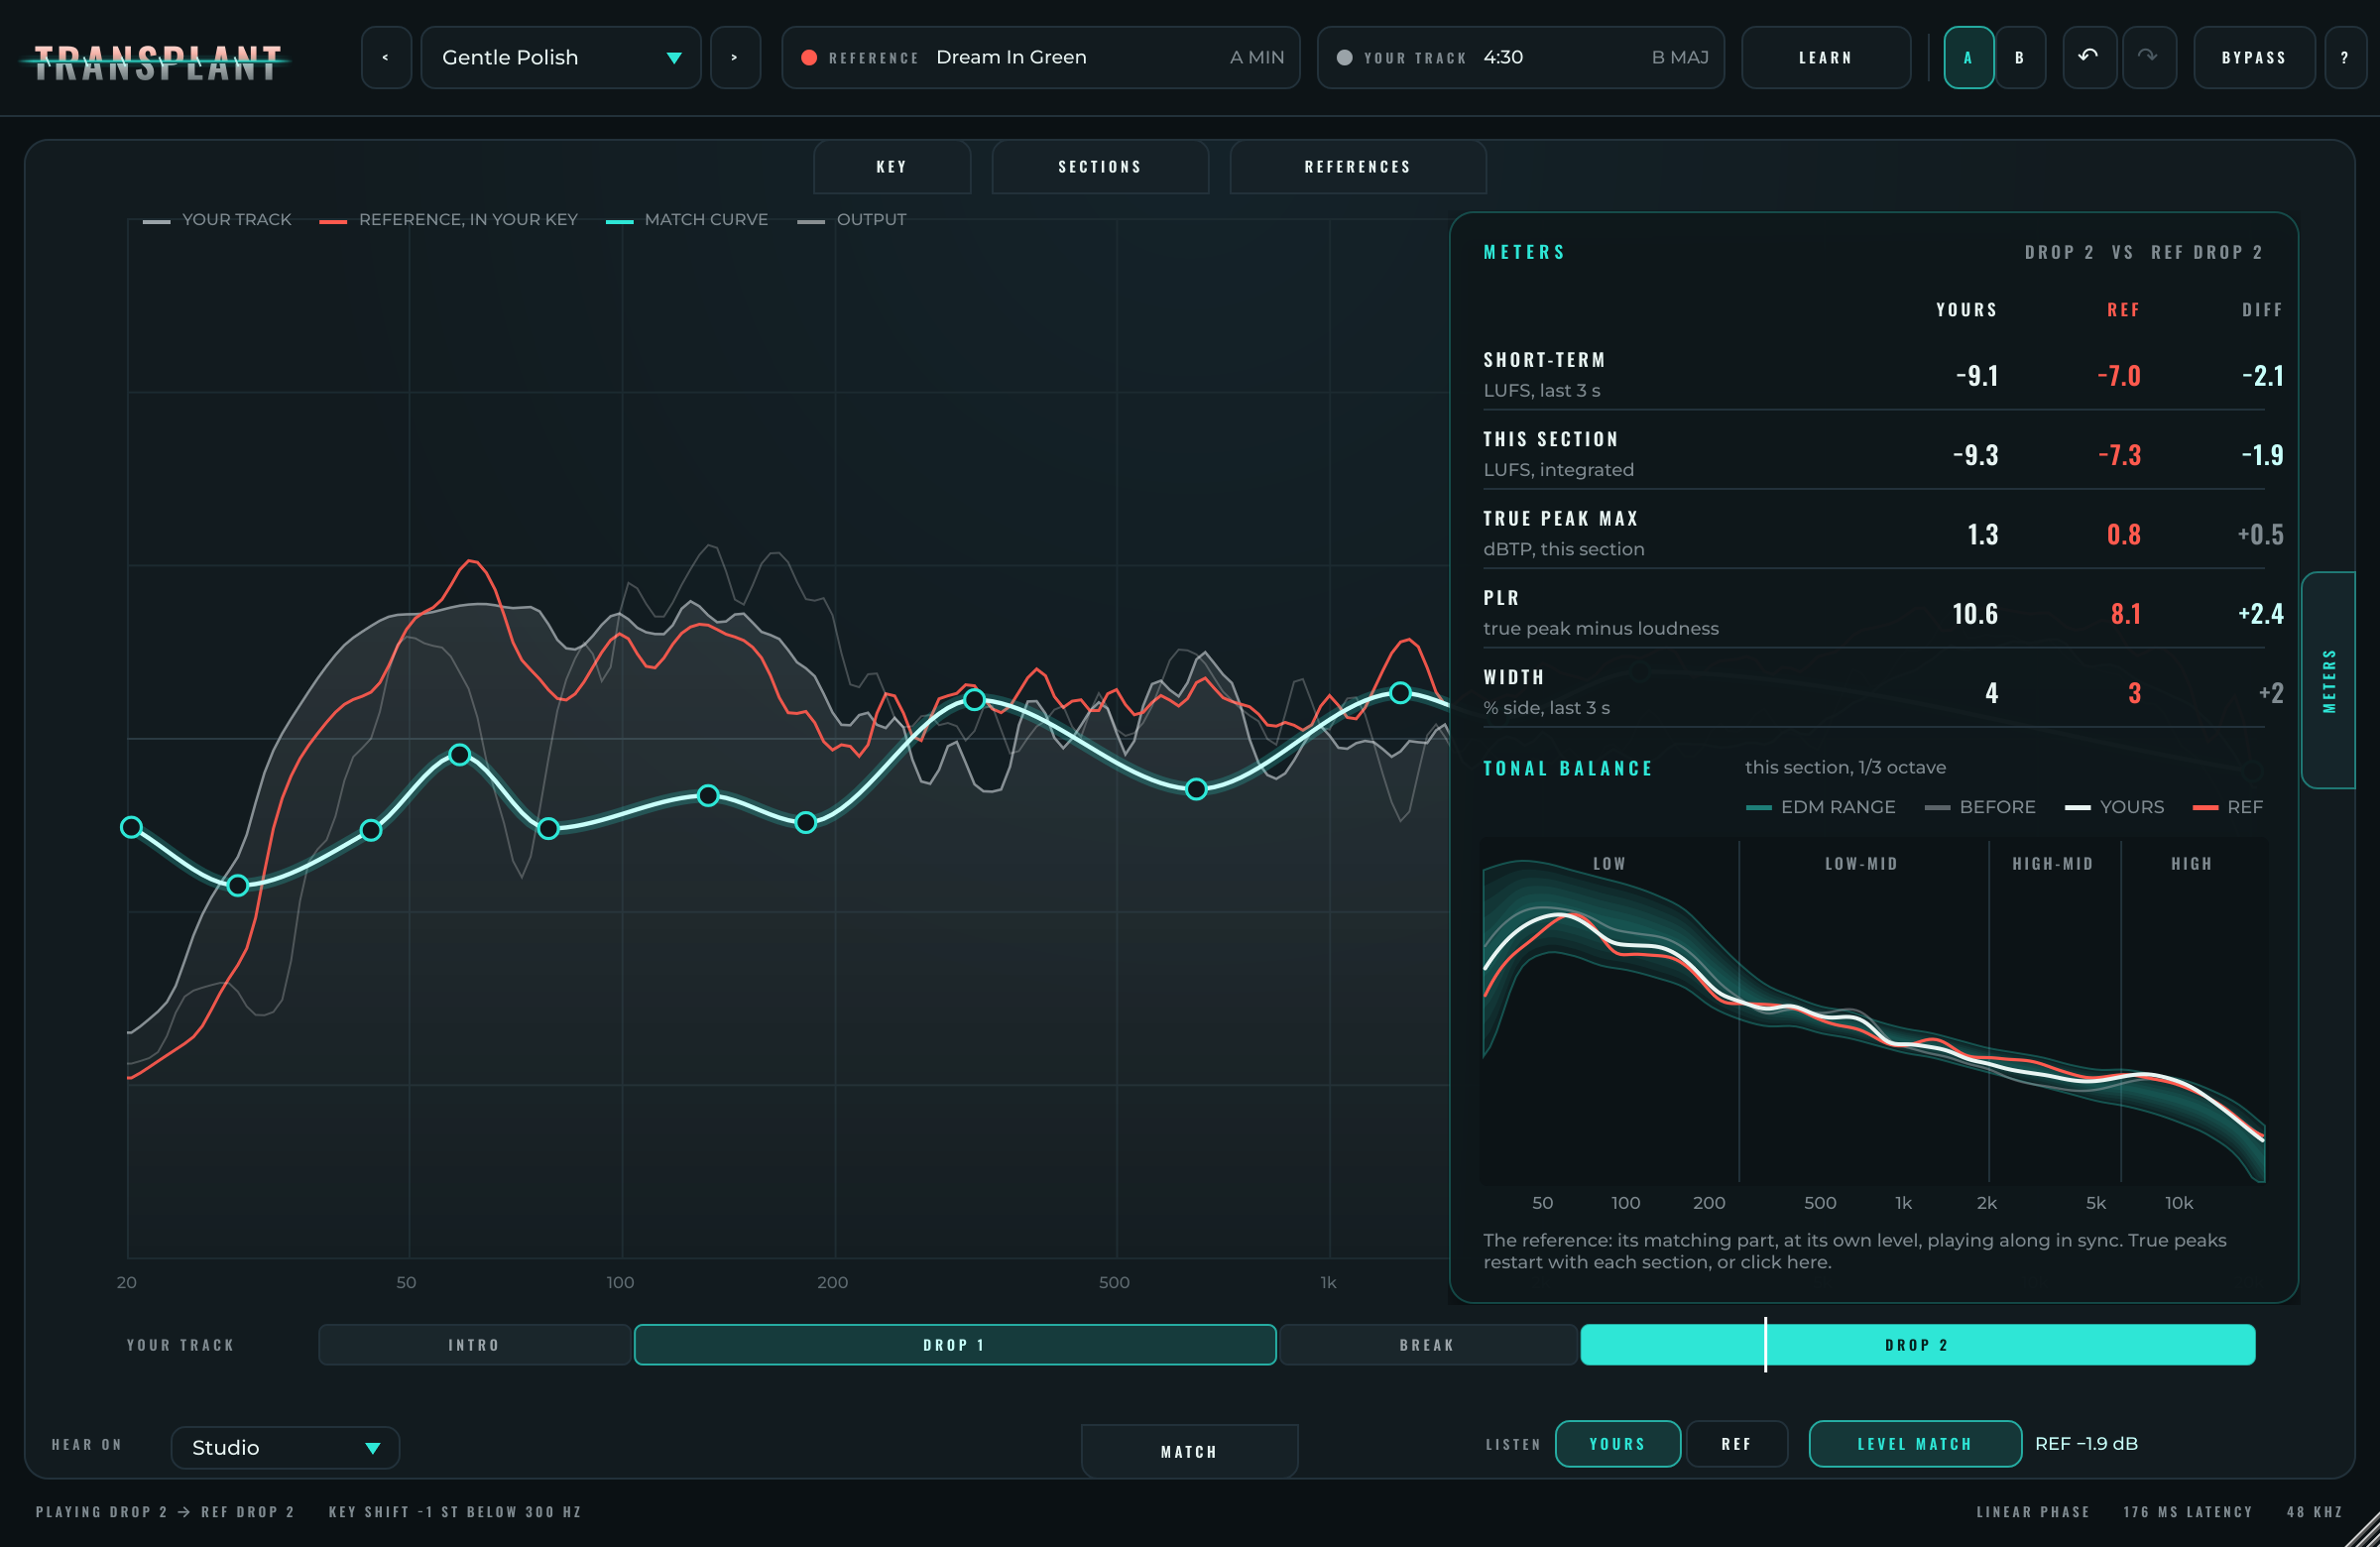 TRANSPLANT
< Gentle Polish > REFERENCE Dream In Green A MIN YOUR TRACK 4:30 B MAJ LEARN A B BYPASS ?
KEY SECTIONS REFERENCES
YOUR TRACK REFERENCE, IN YOUR KEY MATCH CURVE OUTPUT
METERS DROP 2 VS REF DROP 2
YOURS REF DIFF
SHORT-TERM
LUFS, last 3 s
−9.1 −7.0 −2.1
THIS SECTION
LUFS, integrated
−9.3 −7.3 −1.9
TRUE PEAK MAX
dBTP, this section
1.3 0.8 +0.5
PLR
true peak minus loudness
10.6 8.1 +2.4
WIDTH
% side, last 3 s
4 3 +2
METERS
TONAL BALANCE this section, 1/3 octave
EDM RANGE BEFORE YOURS REF
LOW LOW-MID HIGH-MID HIGH
50 100 200 500 1k 2k 5k 10k
The reference: its matching part, at its own level, playing along in sync. True peaks
restart with each section, or click here.
20 50 100 200 500 1k
YOUR TRACK INTRO DROP 1 BREAK DROP 2
HEAR ON Studio MATCH LISTEN YOURS REF LEVEL MATCH REF −1.9 dB
PLAYING DROP 2 → REF DROP 2 KEY SHIFT −1 ST BELOW 300 HZ LINEAR PHASE 176 MS LATENCY 48 KHZ